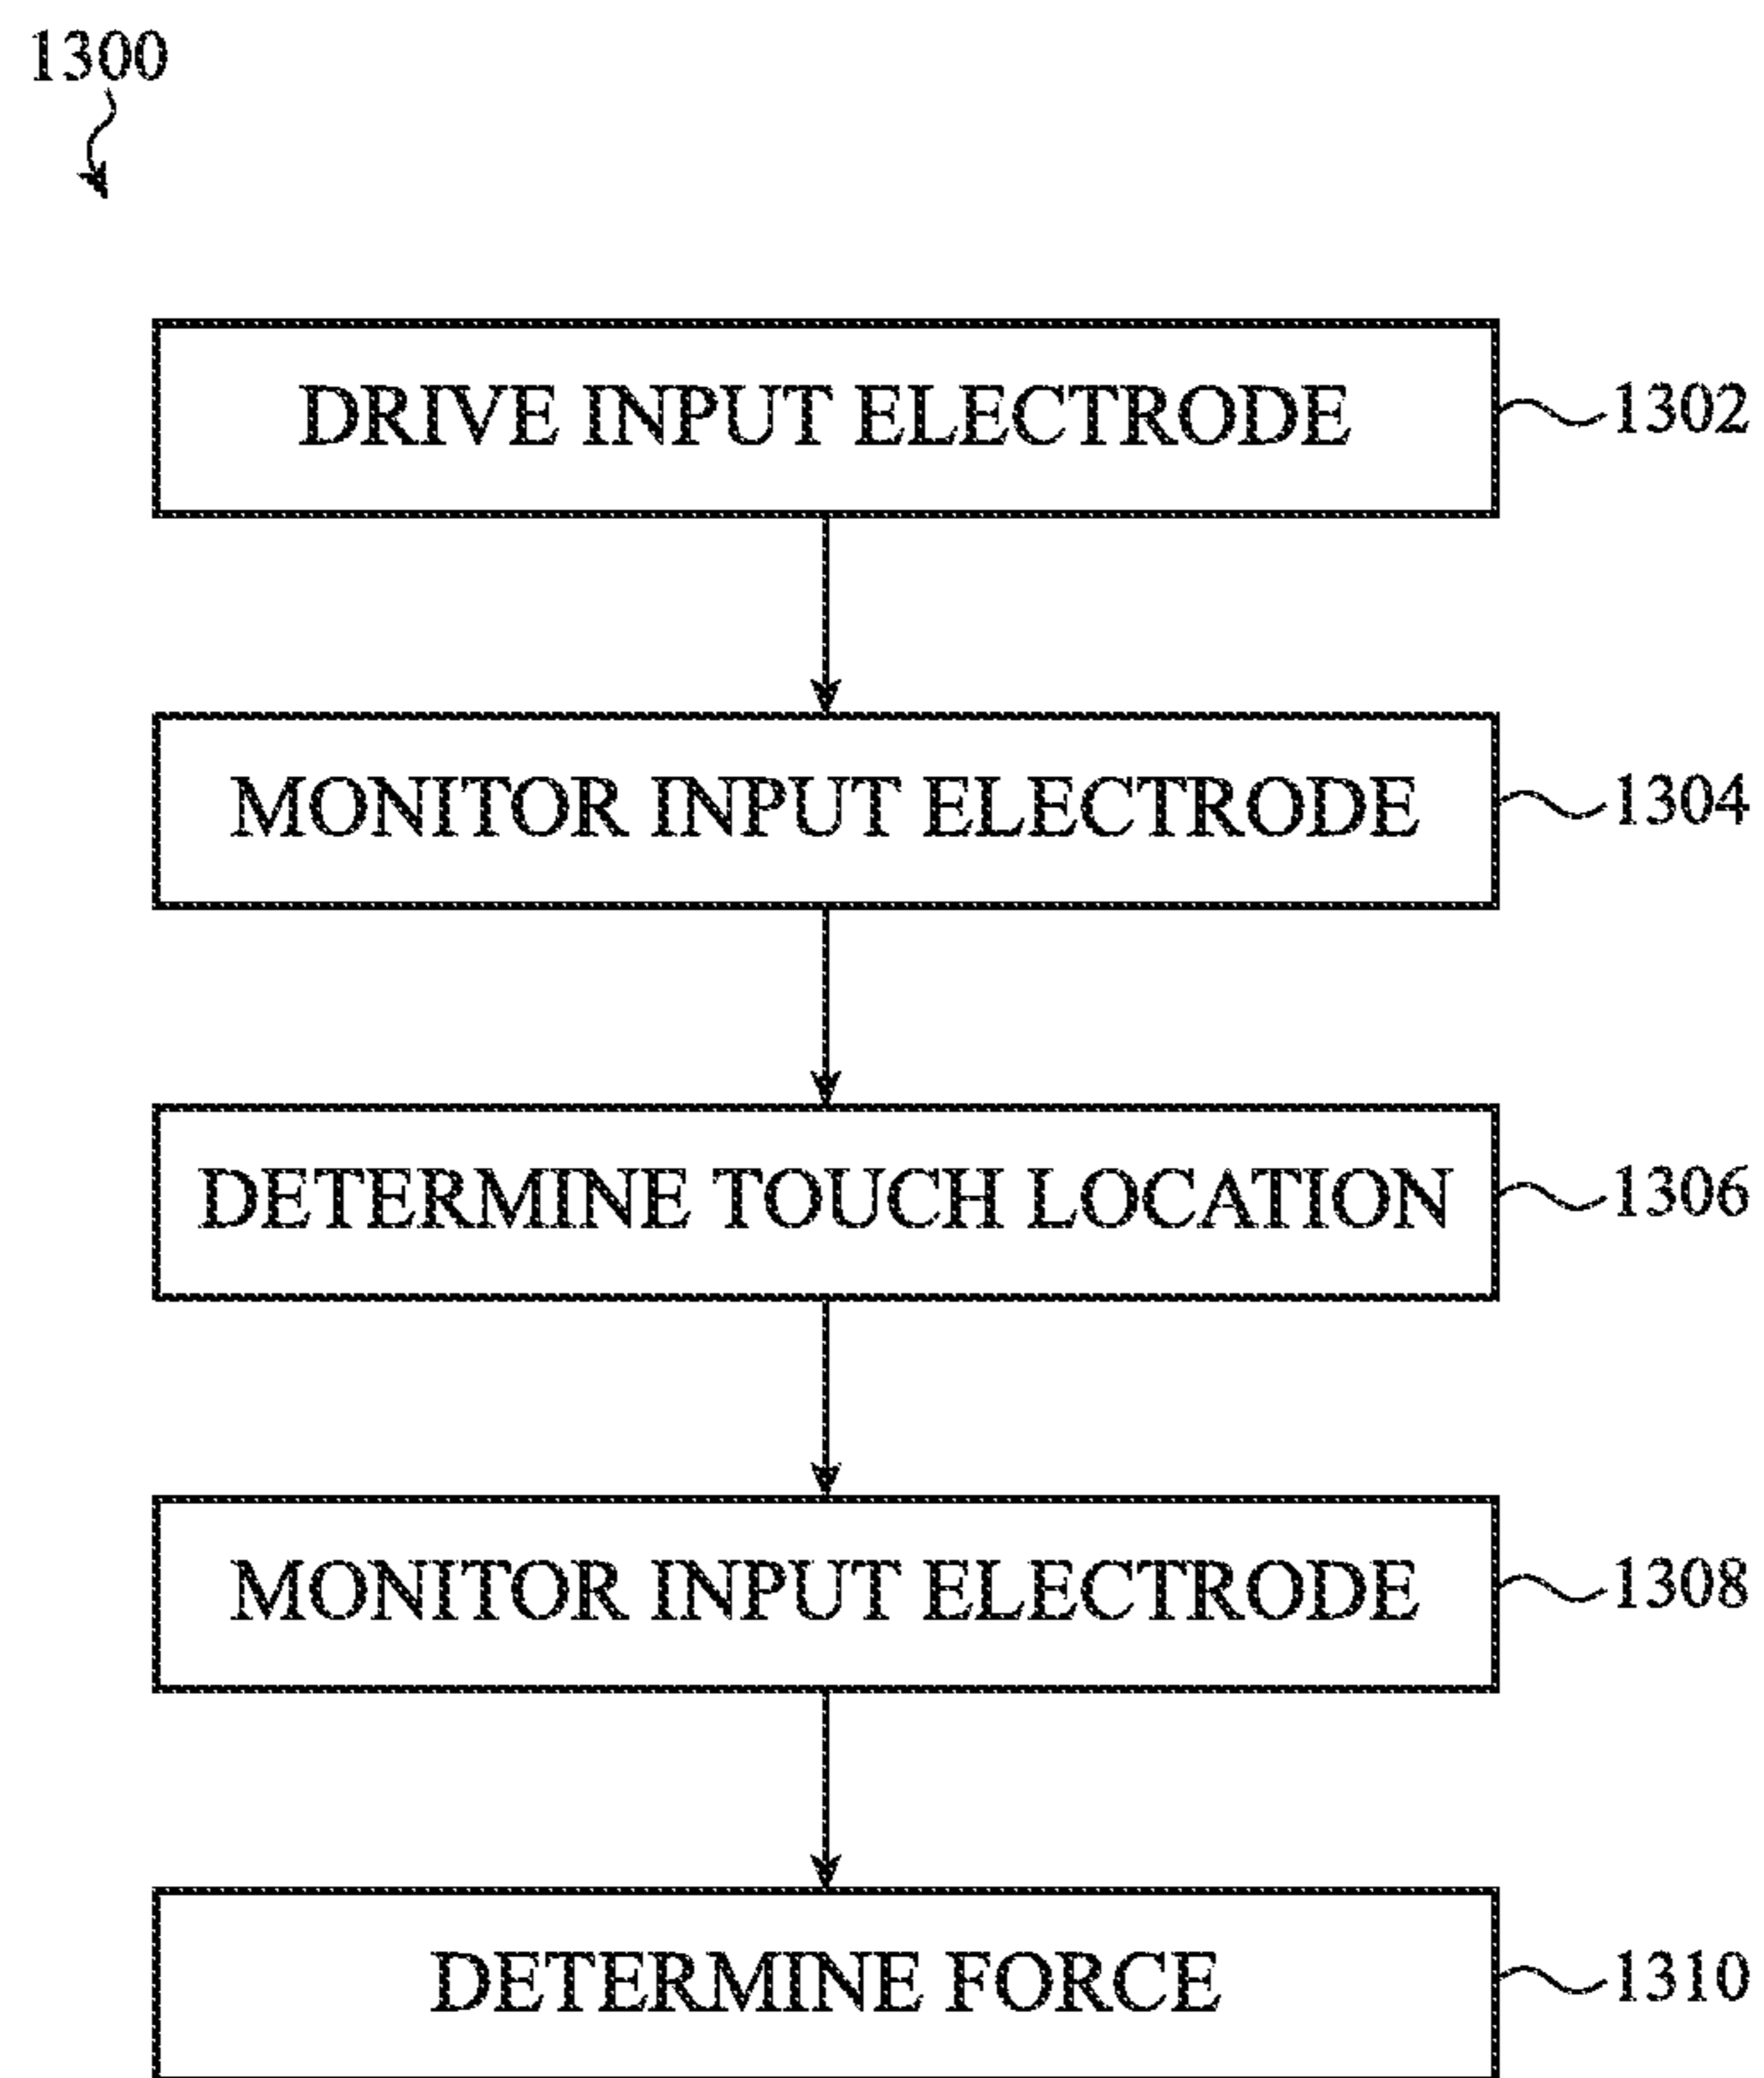 1300
DRIVE INPUT ELECTRODE 1302
MONITOR INPUT ELECTRODE 1304
DETERMINE TOUCH LOCATION 1306
MONITOR INPUT ELECTRODE 1308
DETERMINE FORCE 1310